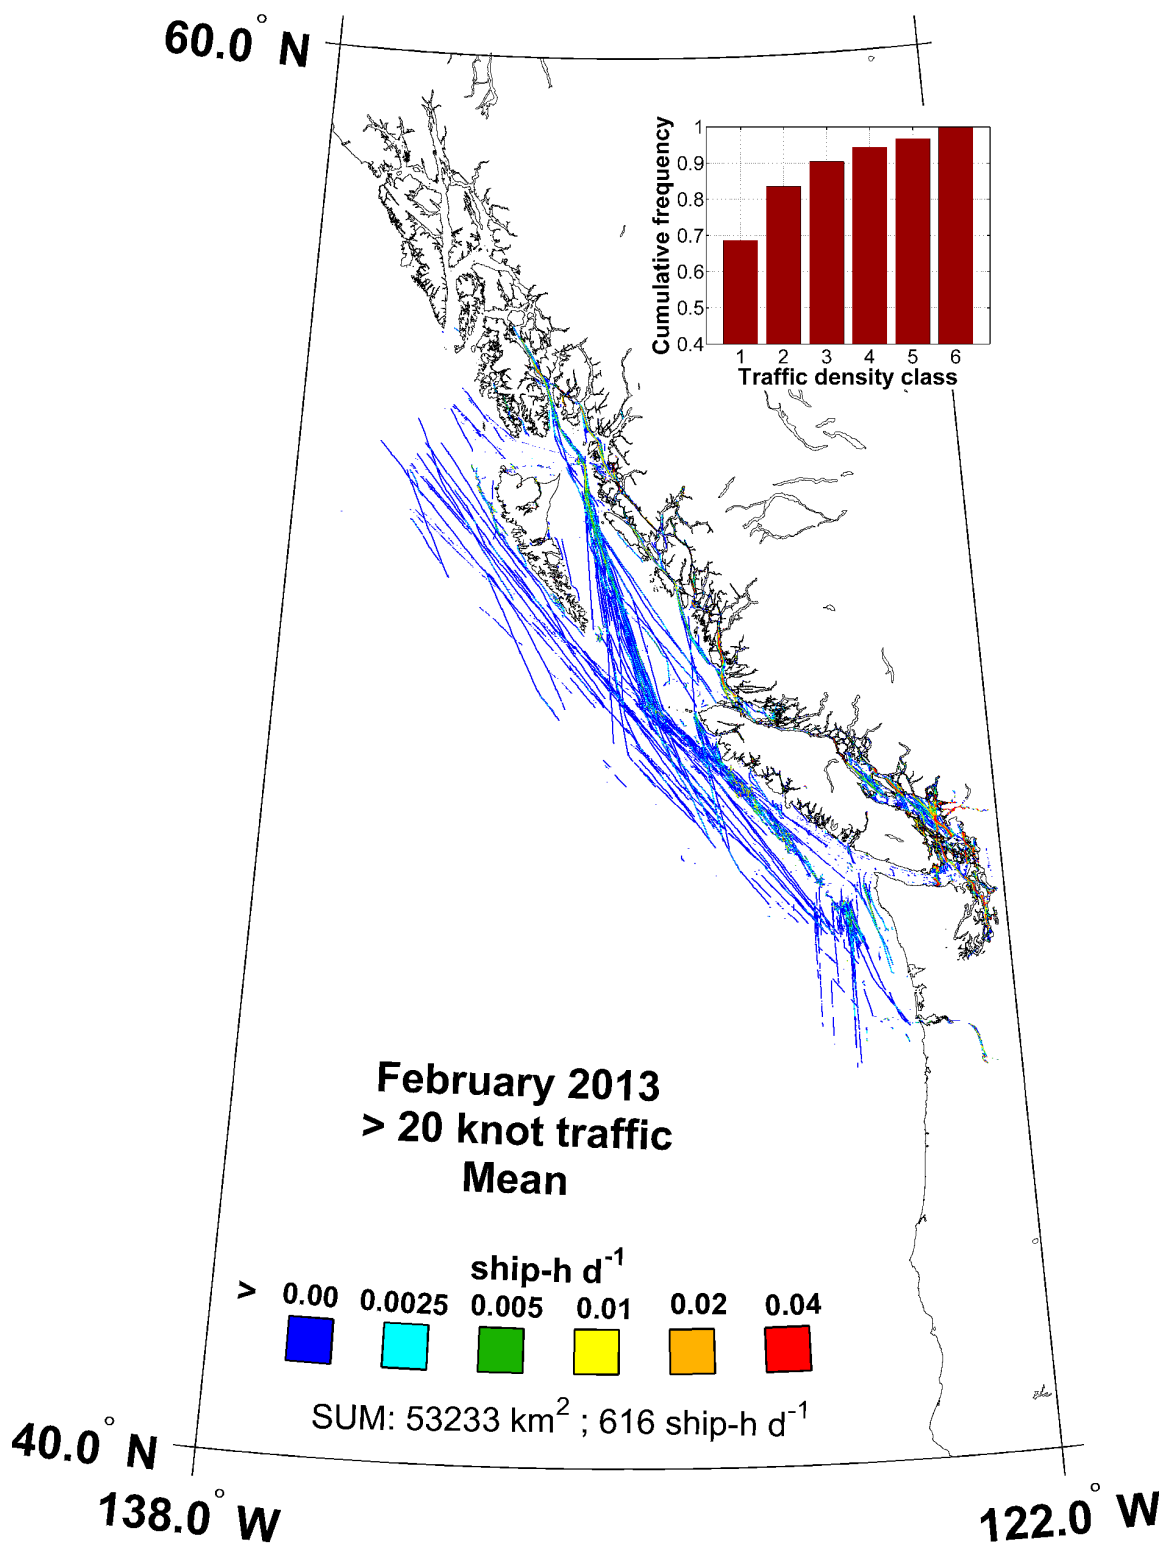 60.0° N
Cumulative frequency
1
0.9
0.8
0.7
0.6
0.5
0.4
1 2 3 4 5 6
Traffic density class
February 2013
> 20 knot traffic
Mean
ship-h d⁻¹
> 0.00 0.0025 0.005 0.01 0.02 0.04
SUM: 53233 km² ; 616 ship-h d⁻¹
40.0° N
138.0° W
122.0° W